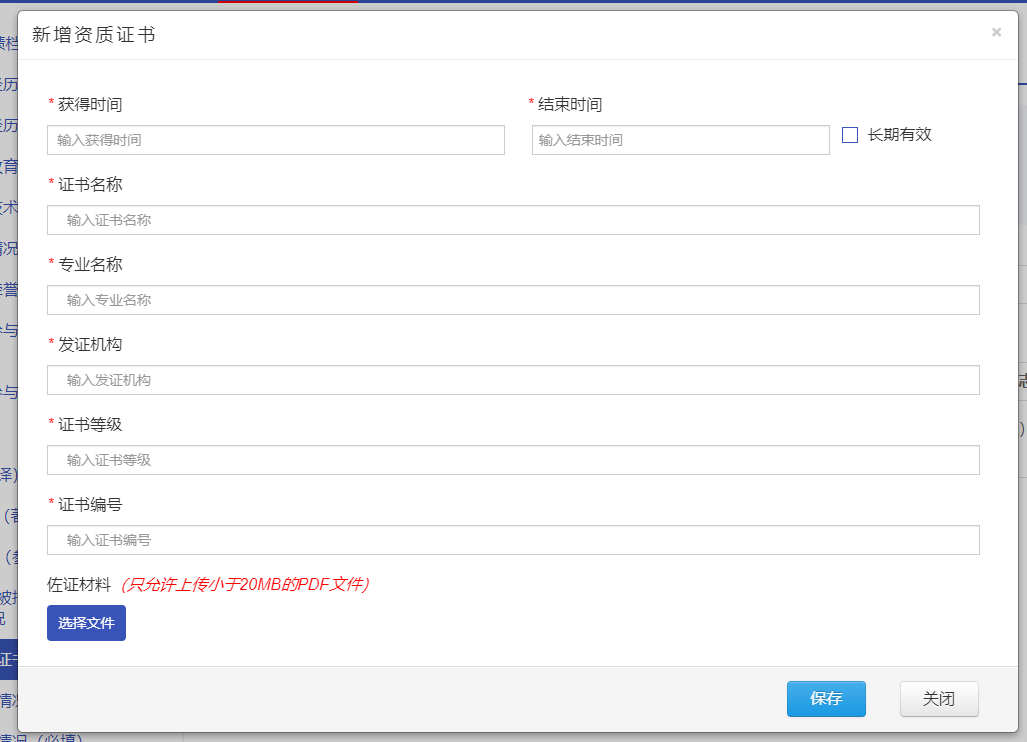 新增资质证书
×
* 获得时间
* 结束时间
输入获得时间
输入结束时间
长期有效
* 证书名称
输入证书名称
* 专业名称
输入专业名称
* 发证机构
输入发证机构
* 证书等级
输入证书等级
* 证书编号
输入证书编号
佐证材料 (只允许上传小于20MB的PDF文件)
选择文件
保存
关闭